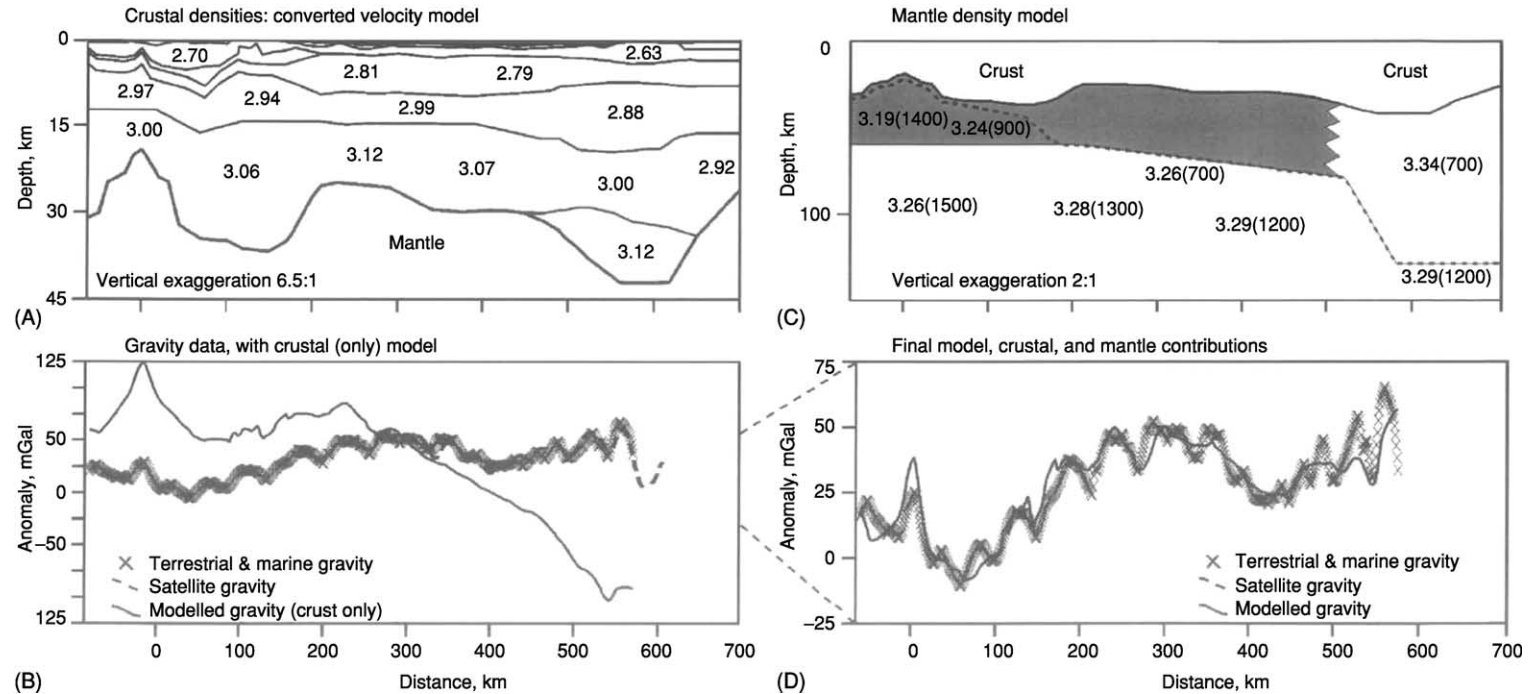 Crustal densities: converted velocity model
0
2.70
2.63
2.81
2.79
2.97
2.94
2.99
2.88
15
3.00
3.12
3.06
3.07
2.92
3.00
30
Mantle
3.12
Vertical exaggeration 6.5:1
45
Depth, km
(A)
Mantle density model
0
Crust
Crust
3.19(1400)
3.24(900)
3.26(700)
3.34(700)
3.26(1500)
3.28(1300)
3.29(1200)
100
Vertical exaggeration 2:1
3.29(1200)
Depth, km
(C)
Gravity data, with crustal (only) model
125
50
0
−50
125
Anomaly, mGal
Terrestrial & marine gravity
Satellite gravity
Modelled gravity (crust only)
0 100 200 300 400 500 600 700
(B)
Distance, km
Final model, crustal, and mantle contributions
75
50
25
0
−25
Anomaly, mGal
Terrestrial & marine gravity
Satellite gravity
Modelled gravity
0 100 200 300 400 500 600 700
(D)
Distance, km